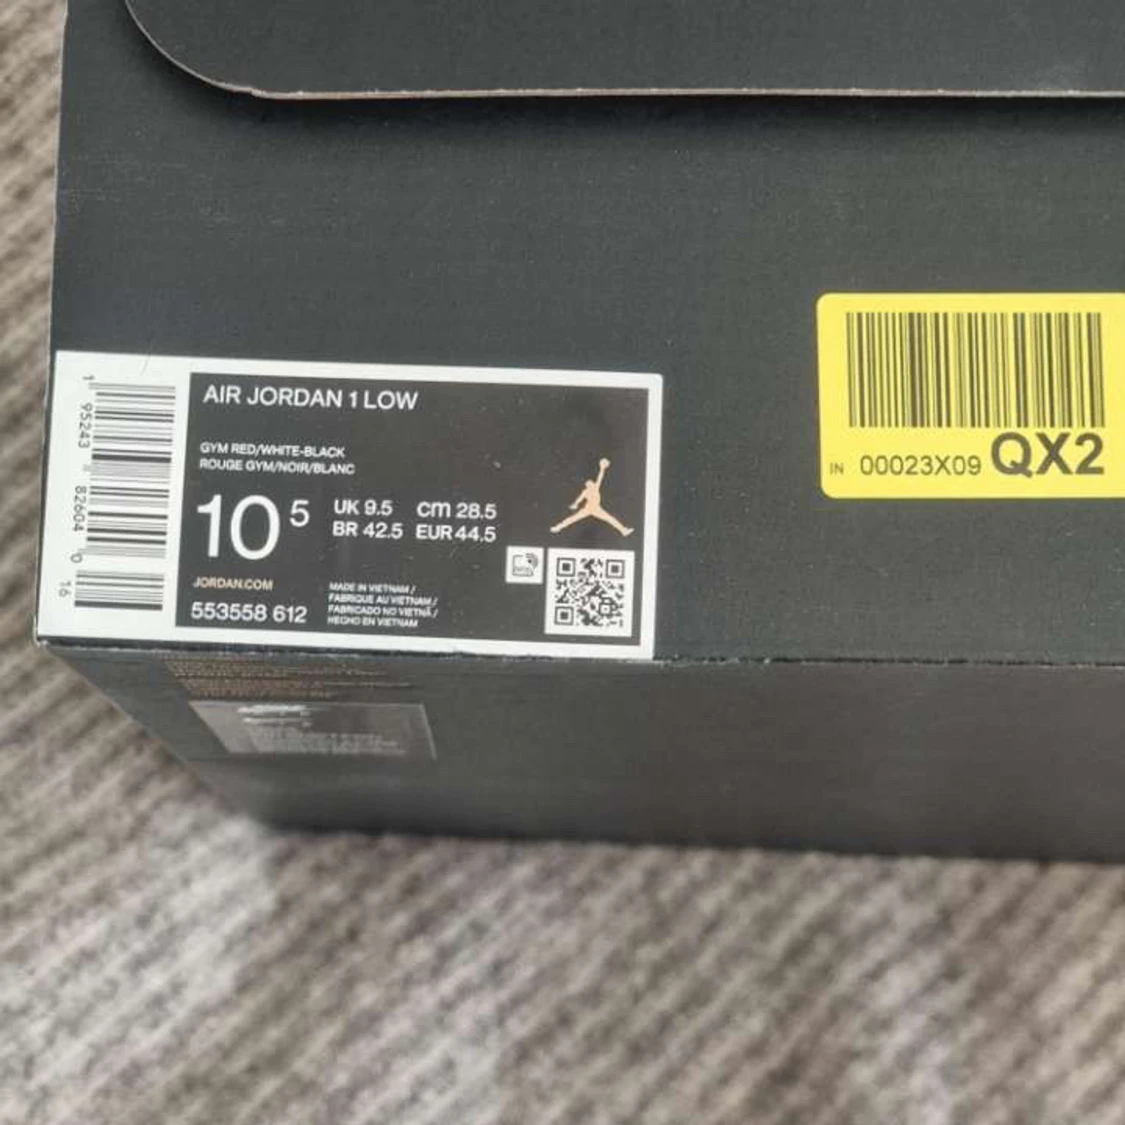 AIR JORDAN 1 LOW
GYM RED/WHITE-BLACK
ROUGE GYM/NOIR/BLANC
10 5
UK 9.5 cm 28.5
BR 42.5 EUR 44.5
JORDAN.COM
553558 612
MADE IN VIETNAM /
FABRIQUE AU VIETNAM /
FABRICADO NO VIETNÃ /
HECHO EN VIETNAM
1 95243 82604 0 16
IN 00023X09 QX2